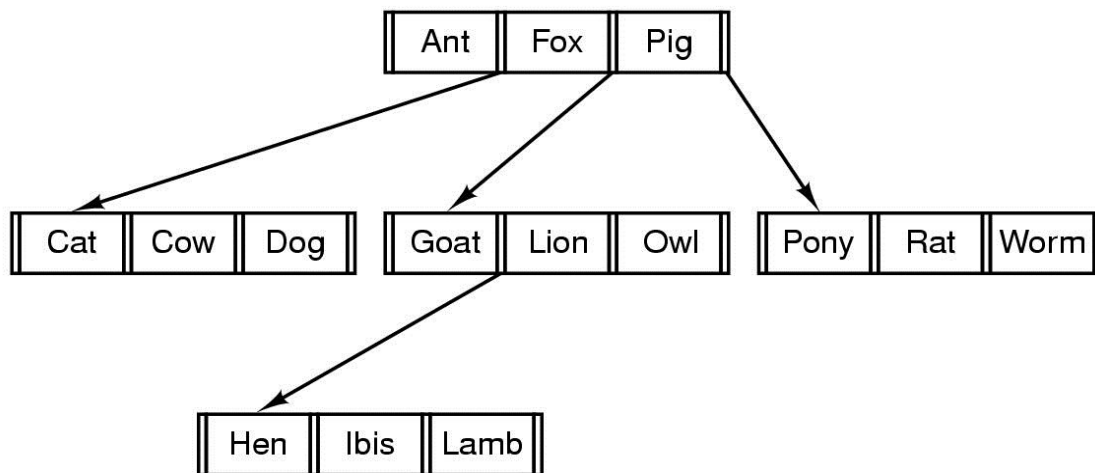 Ant Fox Pig
Cat Cow Dog Goat Lion Owl Pony Rat Worm
Hen Ibis Lamb